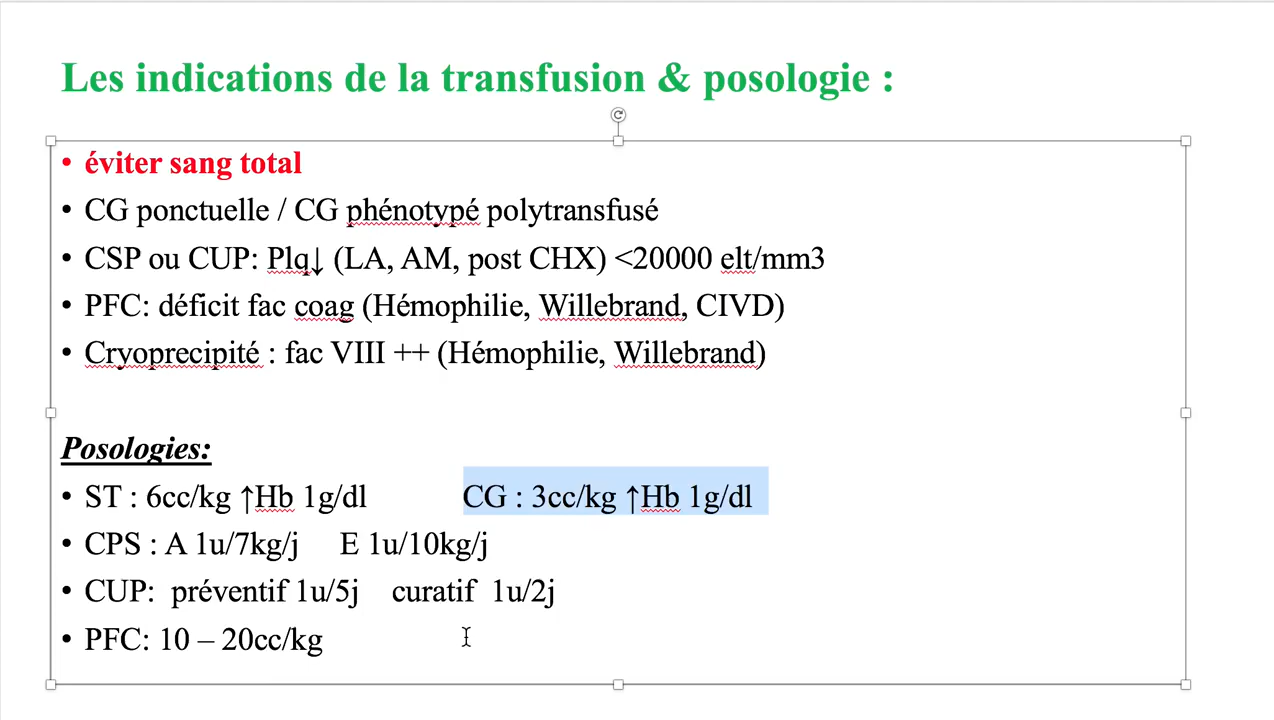 Les indications de la transfusion & posologie :
• éviter sang total
• CG ponctuelle / CG phénotypé polytransfusé
• CSP ou CUP: Plq↓ (LA, AM, post CHX) <20000 elt/mm3
• PFC: déficit fac coag (Hémophilie, Willebrand, CIVD)
• Cryoprecipité : fac VIII ++ (Hémophilie, Willebrand)
Posologies:
• ST : 6cc/kg ↑Hb 1g/dl CG : 3cc/kg ↑Hb 1g/dl
• CPS : A 1u/7kg/j E 1u/10kg/j
• CUP: préventif 1u/5j curatif 1u/2j
• PFC: 10 – 20cc/kg